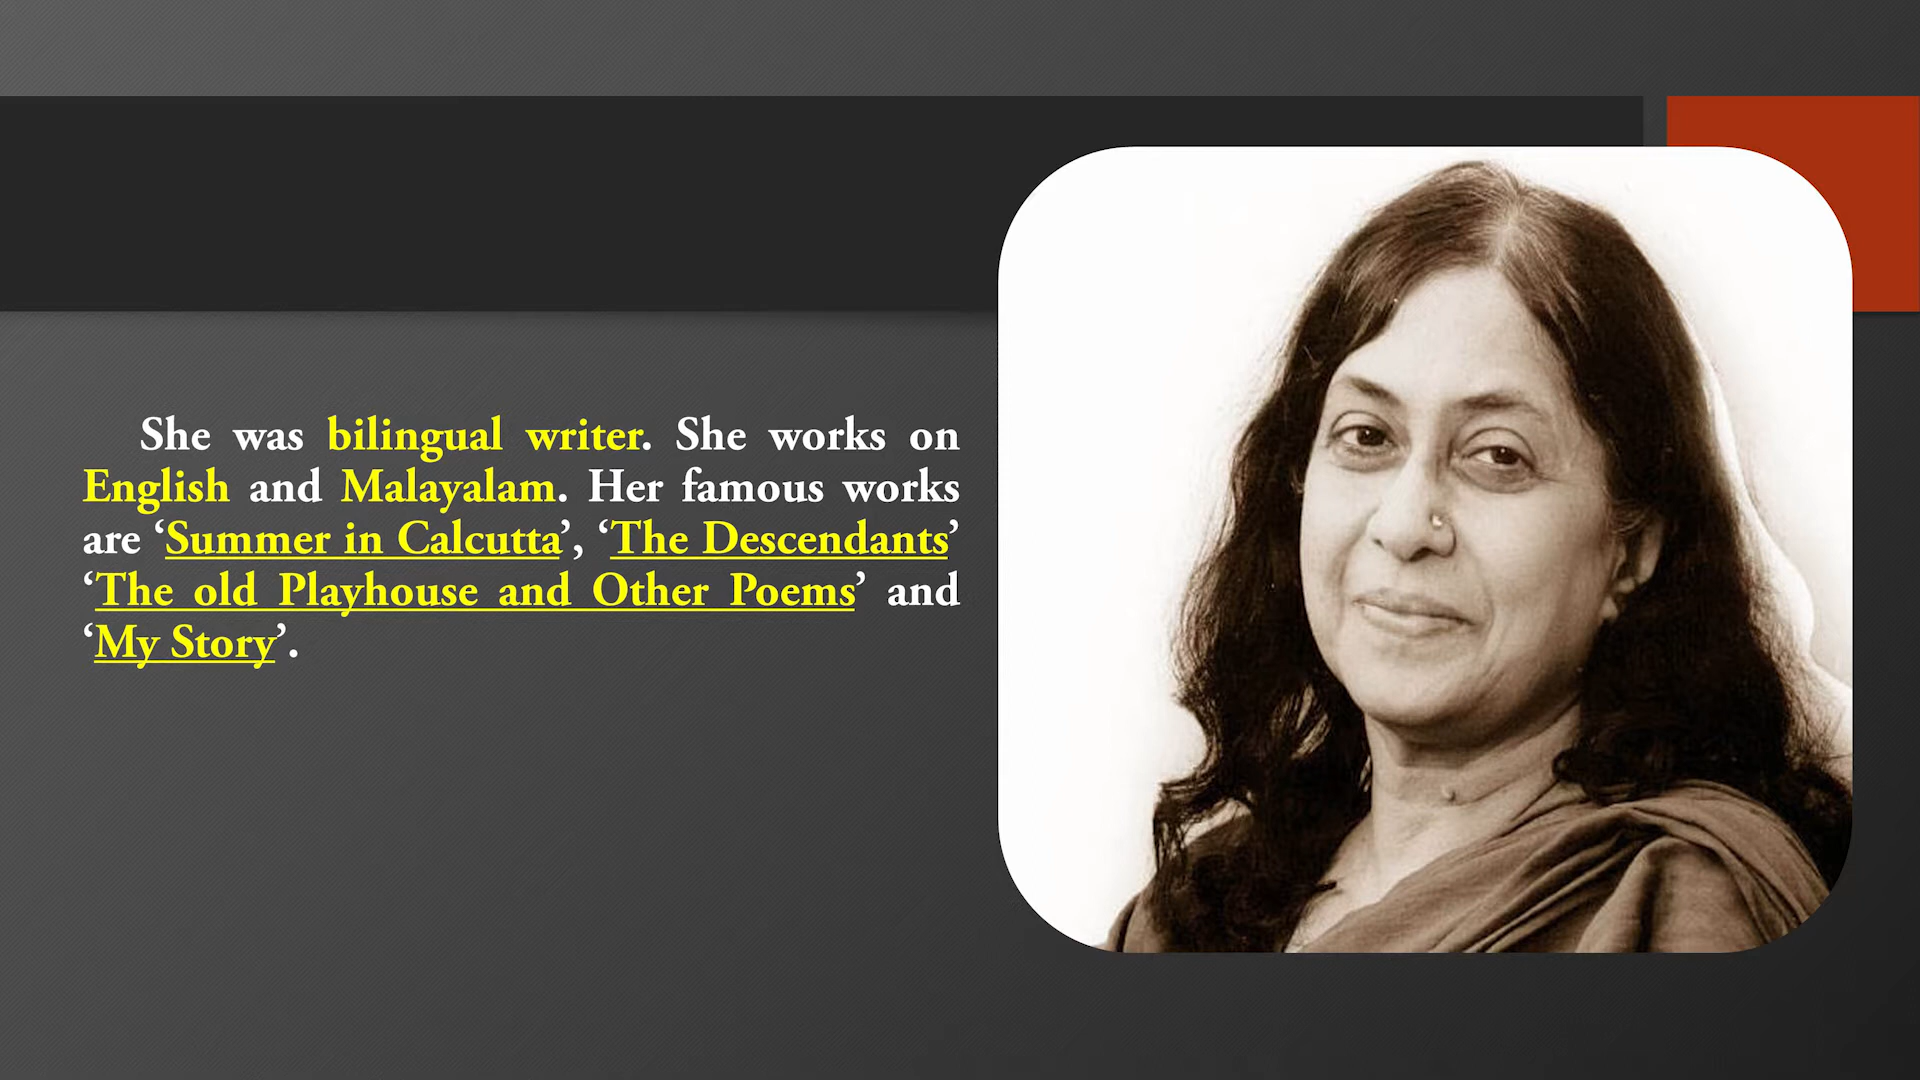 She was bilingual writer. She works on
English and Malayalam. Her famous works
are ‘Summer in Calcutta’, ‘The Descendants’
‘The old Playhouse and Other Poems’ and
‘My Story’.